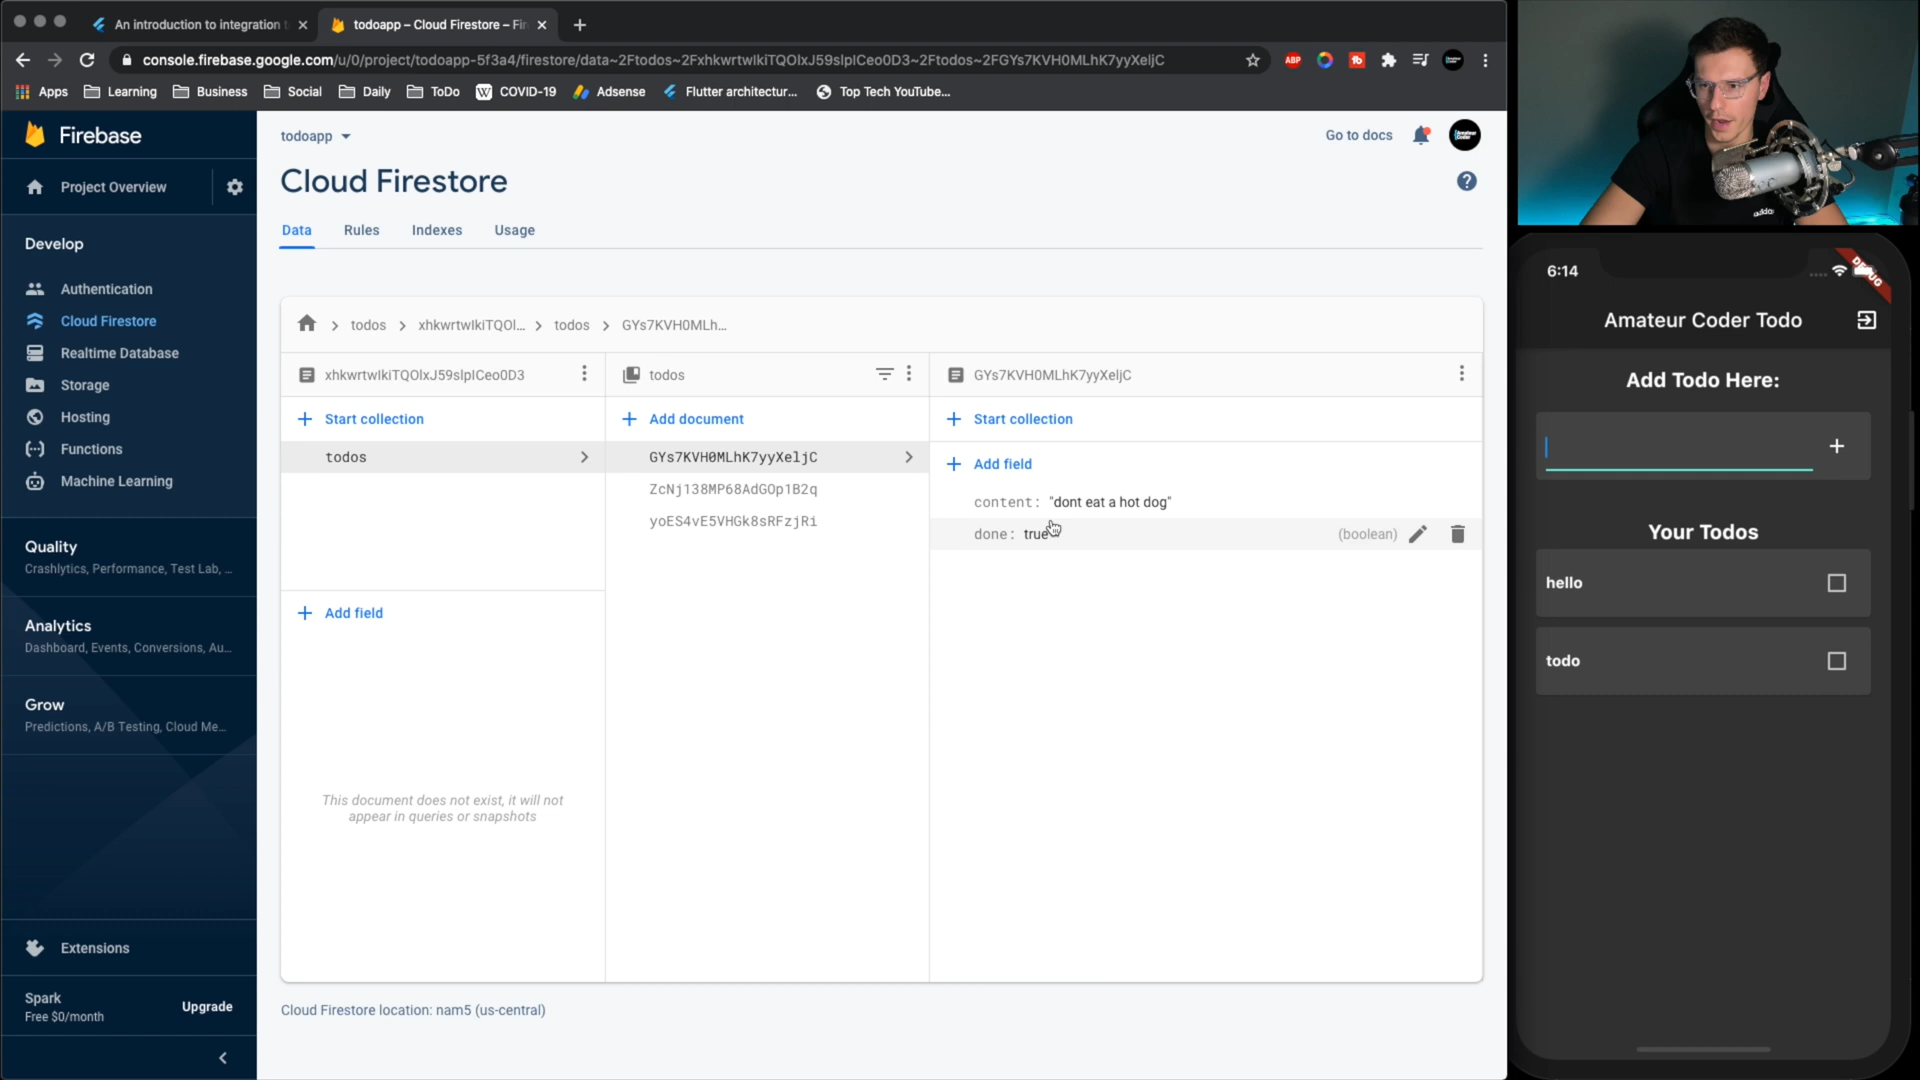 An introduction to integration
todoapp – Cloud Firestore – Fir
console.firebase.google.com/u/0/project/todoapp-5f3a4/firestore/data~2Ftodos~2FxhkwrtwlkiTQOlxJ59slpICeo0D3~2Ftodos~2FGYs7KVH0MLhK7yyXeljC
ABP
Apps
Learning
Business
Social
Daily
ToDo
W
COVID-19
Adsense
Flutter architectur...
Top Tech YouTube...
Firebase
Project Overview
Develop
Authentication
Cloud Firestore
Realtime Database
Storage
Hosting
Functions
Machine Learning
Quality
Crashlytics, Performance, Test Lab, ...
Analytics
Dashboard, Events, Conversions, Au...
Grow
Predictions, A/B Testing, Cloud Me...
Extensions
Spark
Free $0/month
Upgrade
todoapp
Go to docs
Cloud Firestore
Data
Rules
Indexes
Usage
todos
xhkwrtwlkiTQOl...
todos
GYs7KVH0MLh...
xhkwrtwlkiTQOlxJ59slpICeo0D3
Start collection
todos
Add field
This document does not exist, it will not
appear in queries or snapshots
todos
Add document
GYs7KVH0MLhK7yyXeljC
ZcNj138MP68AdGOp1B2q
yoES4vE5VHGk8sRFzjRi
GYs7KVH0MLhK7yyXeljC
Start collection
Add field
content: "dont eat a hot dog"
done: true
(boolean)
Cloud Firestore location: nam5 (us-central)
adidas
6:14
DEBUG
Amateur Coder Todo
Add Todo Here:
Your Todos
hello
todo